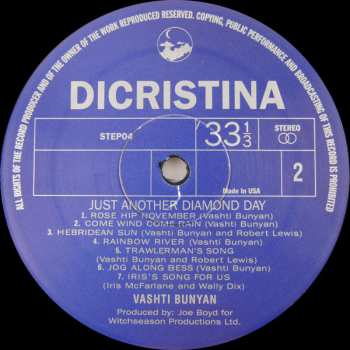 ALL RIGHTS OF THE RECORD PRODUCER AND OF THE OWNER OF THE WORK REPRODUCED RESERVED. COPYING, PUBLIC PERFORMANCE AND BROADCASTING OF THIS RECORD IS PROHIBITED
DICRISTINA
STEP04
33 1/3
STEREO
Made in USA
2
JUST ANOTHER DIAMOND DAY
1. ROSE HIP NOVEMBER (Vashti Bunyan)
2. COME WIND COME RAIN (Vashti Bunyan)
3. HEBRIDEAN SUN (Vashti Bunyan and Robert Lewis)
4. RAINBOW RIVER (Vashti Bunyan)
5. TRAWLERMAN'S SONG
(Vashti Bunyan and Robert Lewis)
6. JOG ALONG BESS (Vashti Bunyan)
7. IRIS'S SONG FOR US
(Iris McFarlane and Wally Dix)
VASHTI BUNYAN
Produced by: Joe Boyd for
Witchseason Productions Ltd.